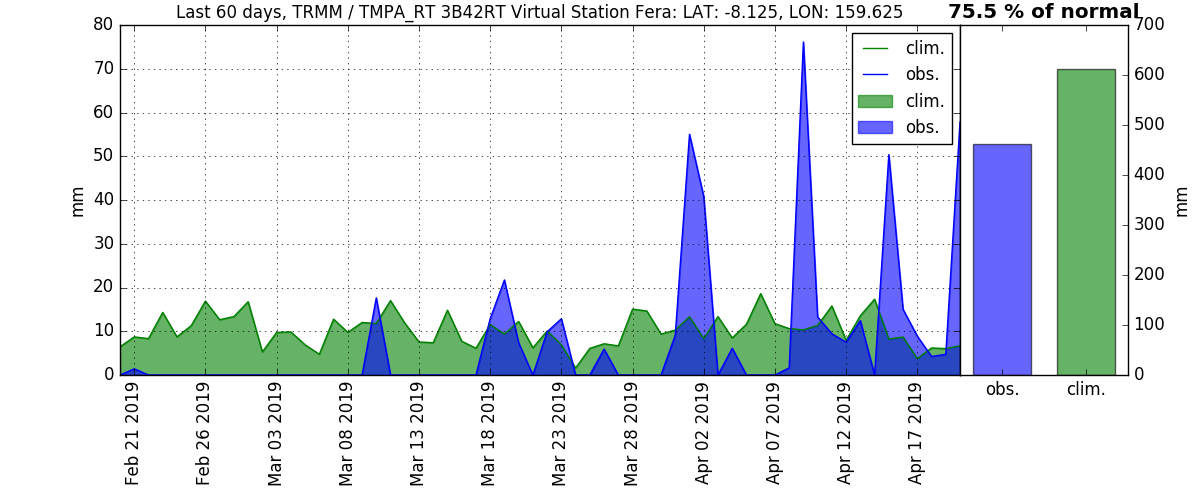 Last 60 days, TRMM / TMPA_RT 3B42RT Virtual Station Fera: LAT: -8.125, LON: 159.625
75.5 % of normal
80
70
60
50
40
30
20
10
0
mm
clim.
obs.
clim.
obs.
700
600
500
400
300
200
100
0
mm
obs.
clim.
Feb 21 2019
Feb 26 2019
Mar 03 2019
Mar 08 2019
Mar 13 2019
Mar 18 2019
Mar 23 2019
Mar 28 2019
Apr 02 2019
Apr 07 2019
Apr 12 2019
Apr 17 2019